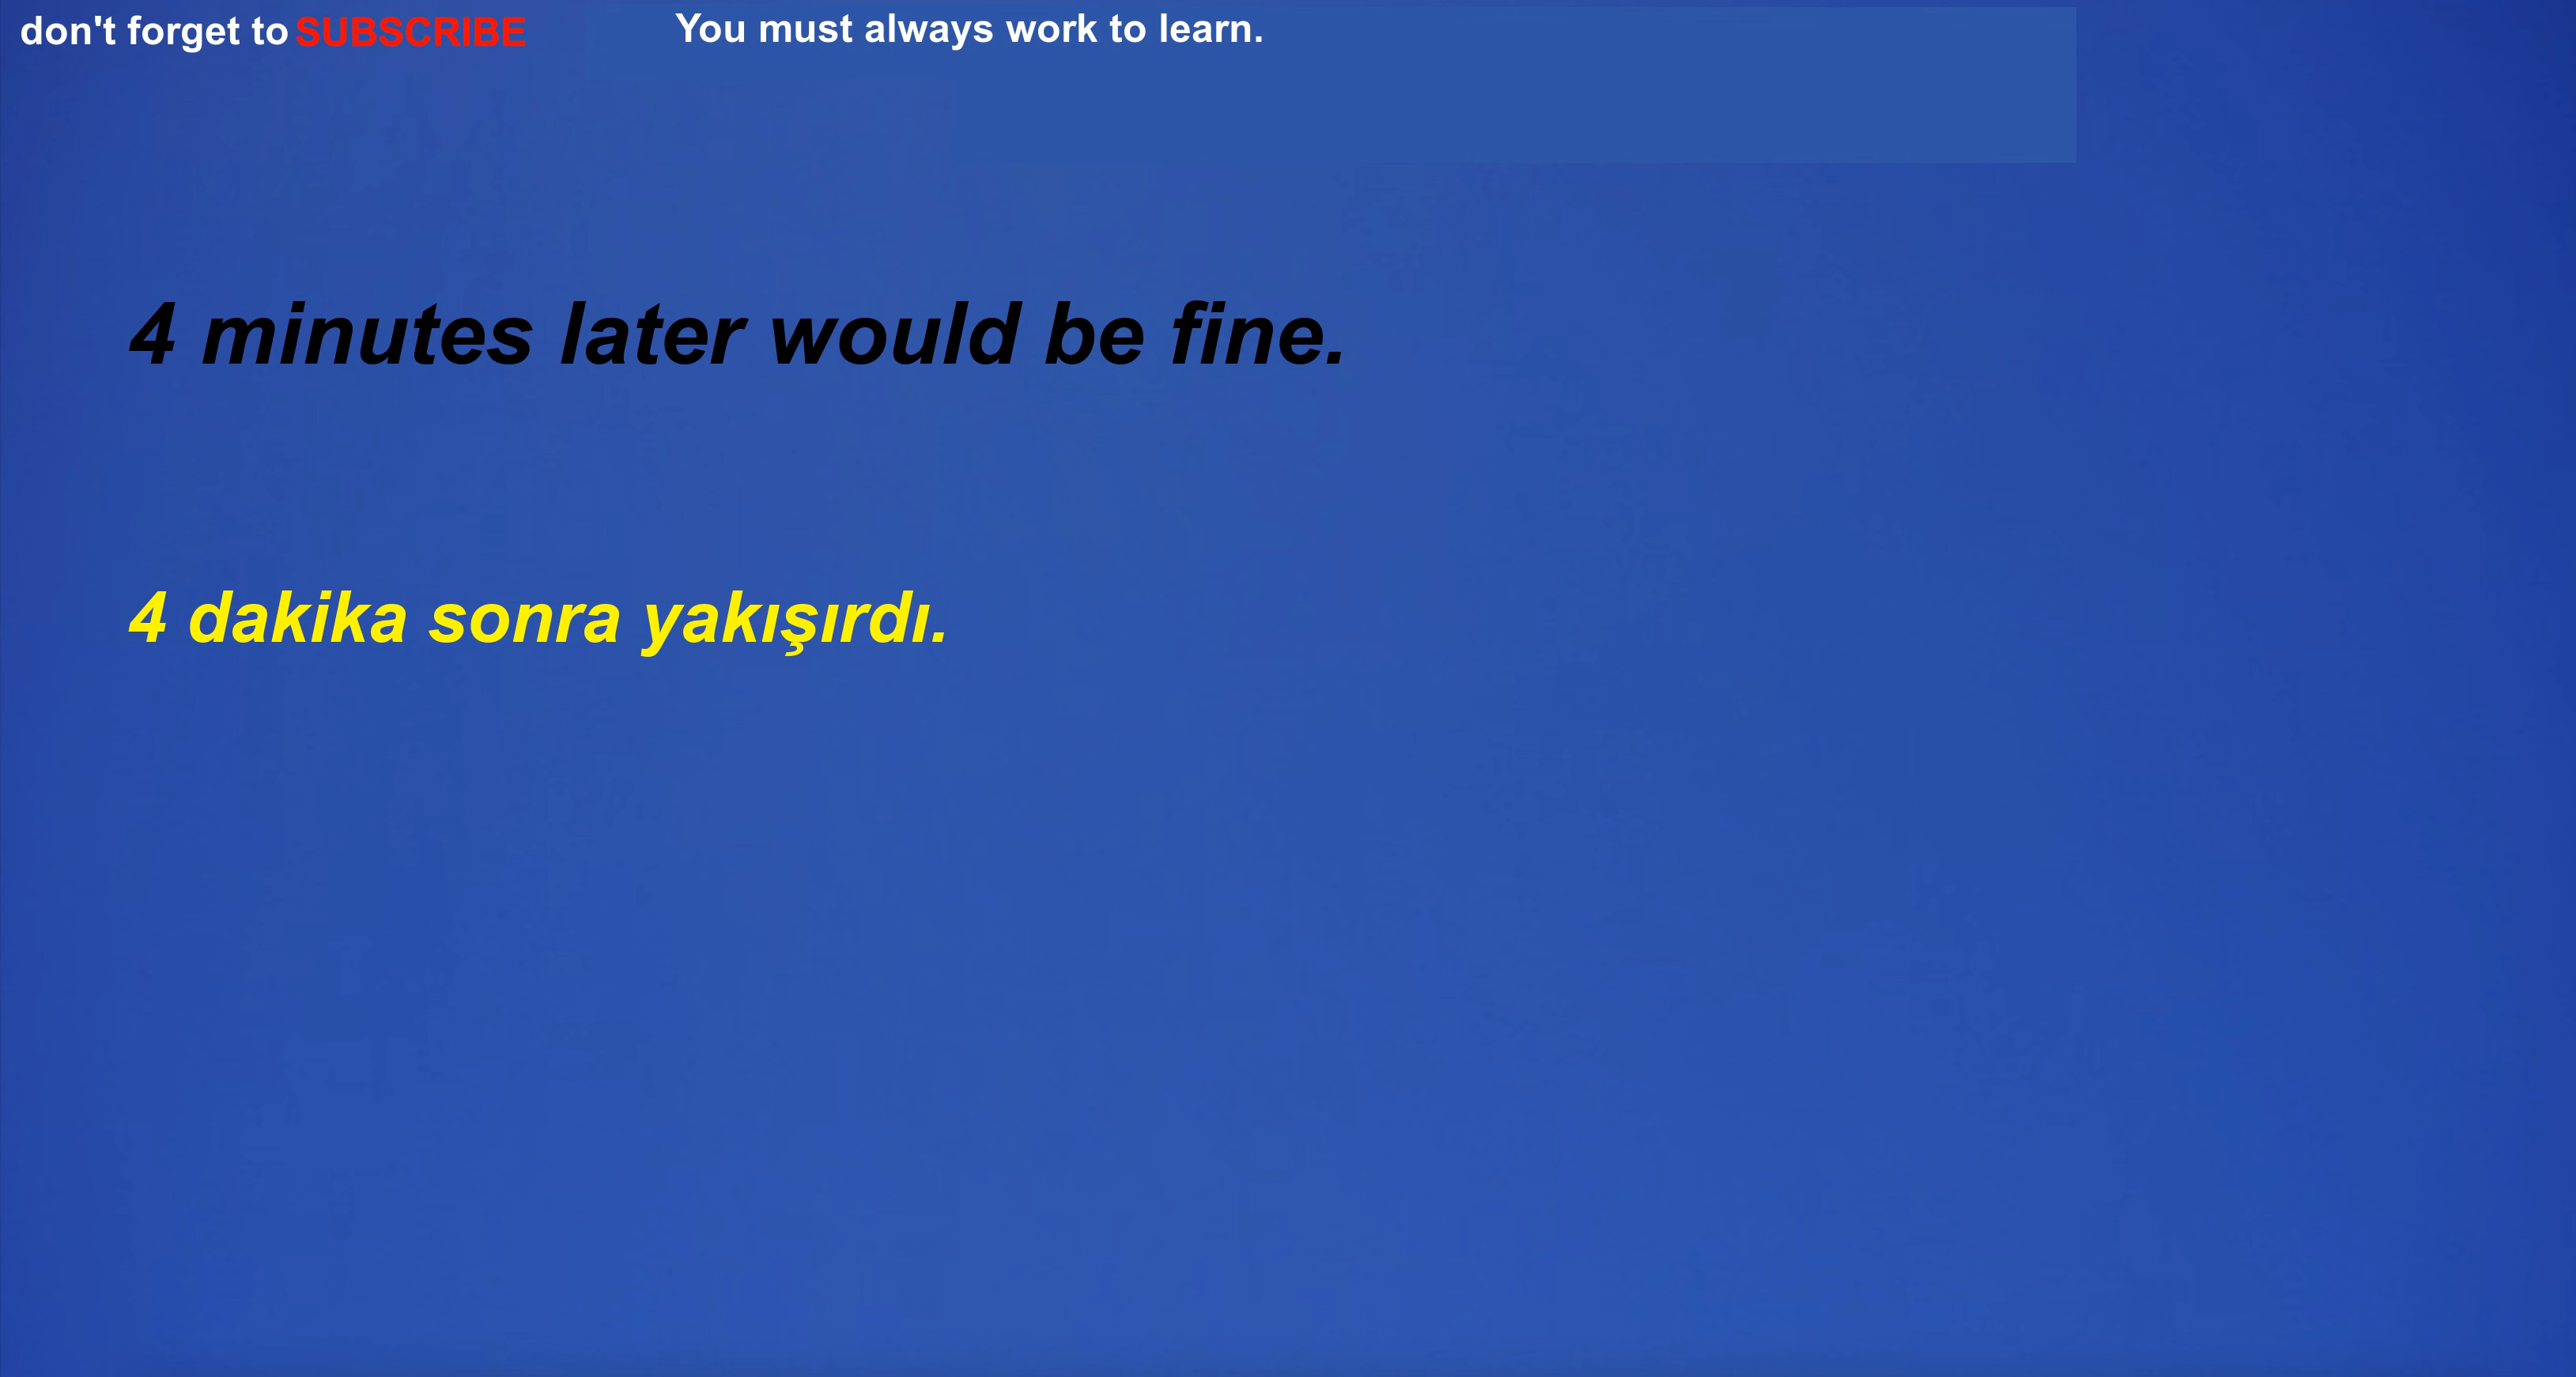 don't forget to SUBSCRIBE You must always work to learn.
4 minutes later would be fine.
4 dakika sonra yakışırdı.